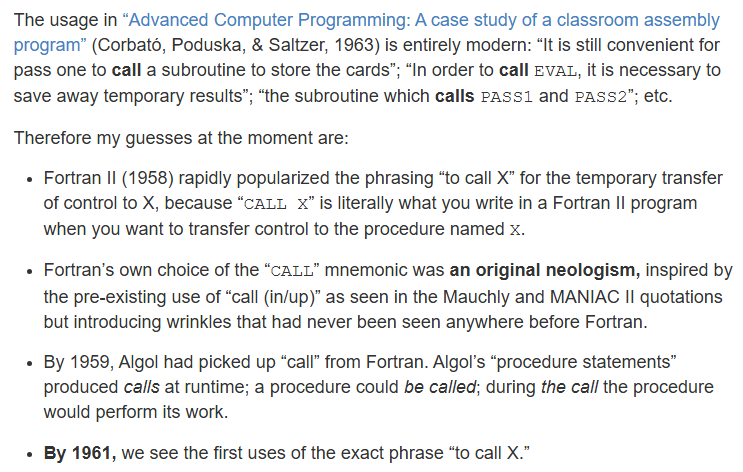 The usage in “Advanced Computer Programming: A case study of a classroom assembly
program” (Corbató, Poduska, & Saltzer, 1963) is entirely modern: “It is still convenient for
pass one to call a subroutine to store the cards”; “In order to call EVAL, it is necessary to
save away temporary results”; “the subroutine which calls PASS1 and PASS2”; etc.
Therefore my guesses at the moment are:
• Fortran II (1958) rapidly popularized the phrasing “to call X” for the temporary transfer
of control to X, because “CALL X” is literally what you write in a Fortran II program
when you want to transfer control to the procedure named X.
• Fortran’s own choice of the “CALL” mnemonic was an original neologism, inspired by
the pre-existing use of “call (in/up)” as seen in the Mauchly and MANIAC II quotations
but introducing wrinkles that had never been seen anywhere before Fortran.
• By 1959, Algol had picked up “call” from Fortran. Algol’s “procedure statements”
produced calls at runtime; a procedure could be called; during the call the procedure
would perform its work.
• By 1961, we see the first uses of the exact phrase “to call X.”